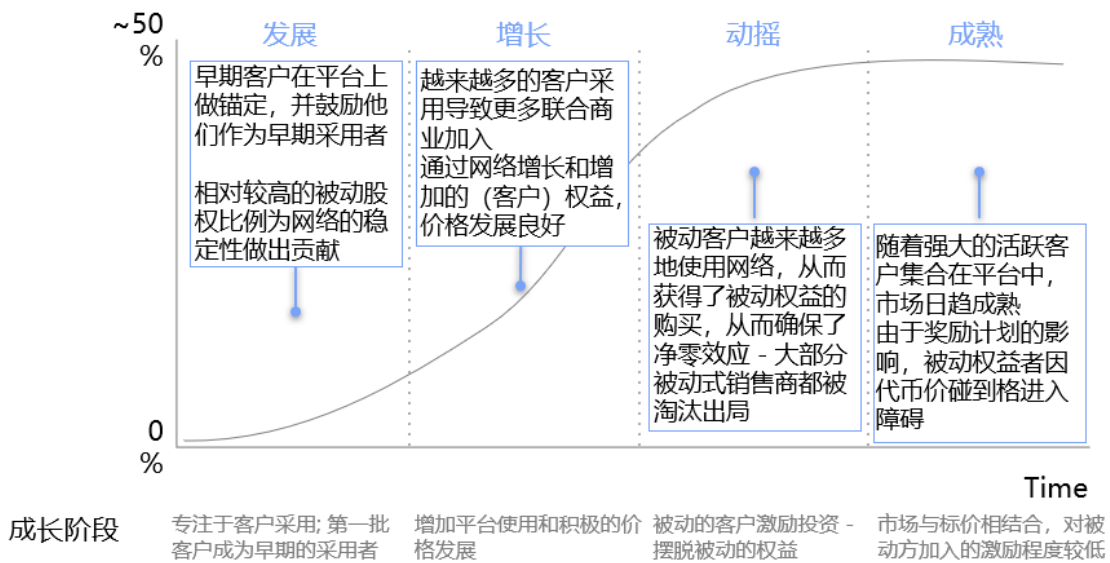 ~50
%
发展
增长
动摇
成熟
早期客户在平台上
做锚定，并鼓励他
们作为早期采用者
相对较高的被动股
权比例为网络的稳
定性做出贡献
越来越多的客户采
用导致更多联合商
业加入
通过网络增长和增
加的（客户）权益，
价格发展良好
被动客户越来越多
地使用网络，从而
获得了被动权益的
购买，从而确保了
净零效应 - 大部分
被动式销售商都被
淘汰出局
随着强大的活跃客
户集合在平台中，
市场日趋成熟
由于奖励计划的影
响，被动权益者因
代币价碰到格进入
障碍
0
%
Time
成长阶段
专注于客户采用; 第一批
客户成为早期的采用者
增加平台使用和积极的价
格发展
被动的客户激励投资 -
摆脱被动的权益
市场与标价相结合，对被
动方加入的激励程度较低